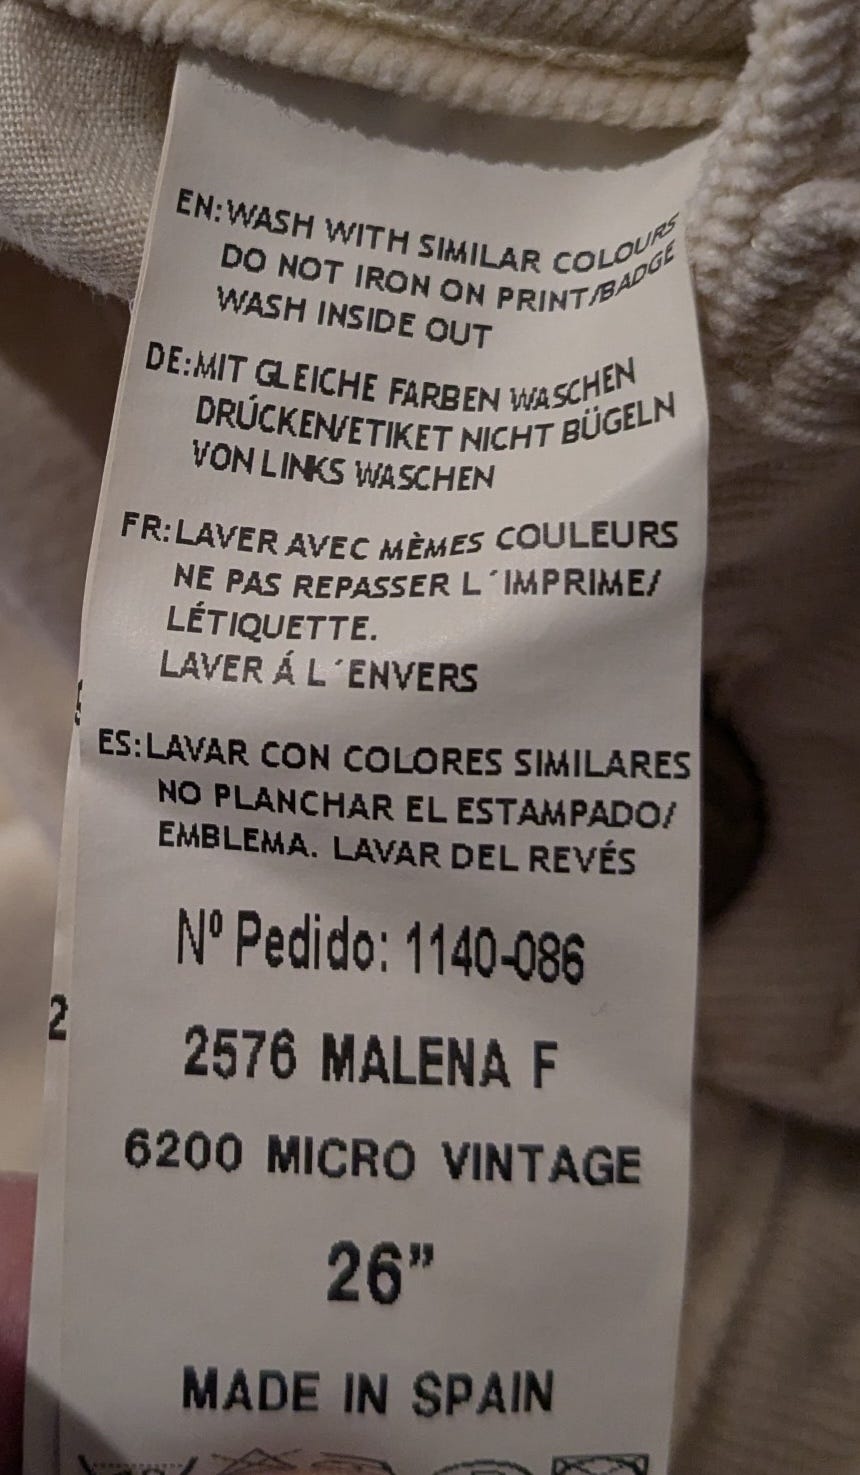 EN:WASH WITH SIMILAR COLOURS
DO NOT IRON ON PRINT/BADGE
WASH INSIDE OUT
DE:MIT GLEICHE FARBEN WASCHEN
DRÚCKEN/ETIKET NICHT BÜGELN
VON LINKS WASCHEN
FR:LAVER AVEC MÈMES COULEURS
NE PAS REPASSER L´IMPRIME/
LÉTIQUETTE.
LAVER Á L´ENVERS
ES:LAVAR CON COLORES SIMILARES
NO PLANCHAR EL ESTAMPADO/
EMBLEMA. LAVAR DEL REVÉS
Nº Pedido: 1140-086
2
2576 MALENA F
6200 MICRO VINTAGE
26”
MADE IN SPAIN